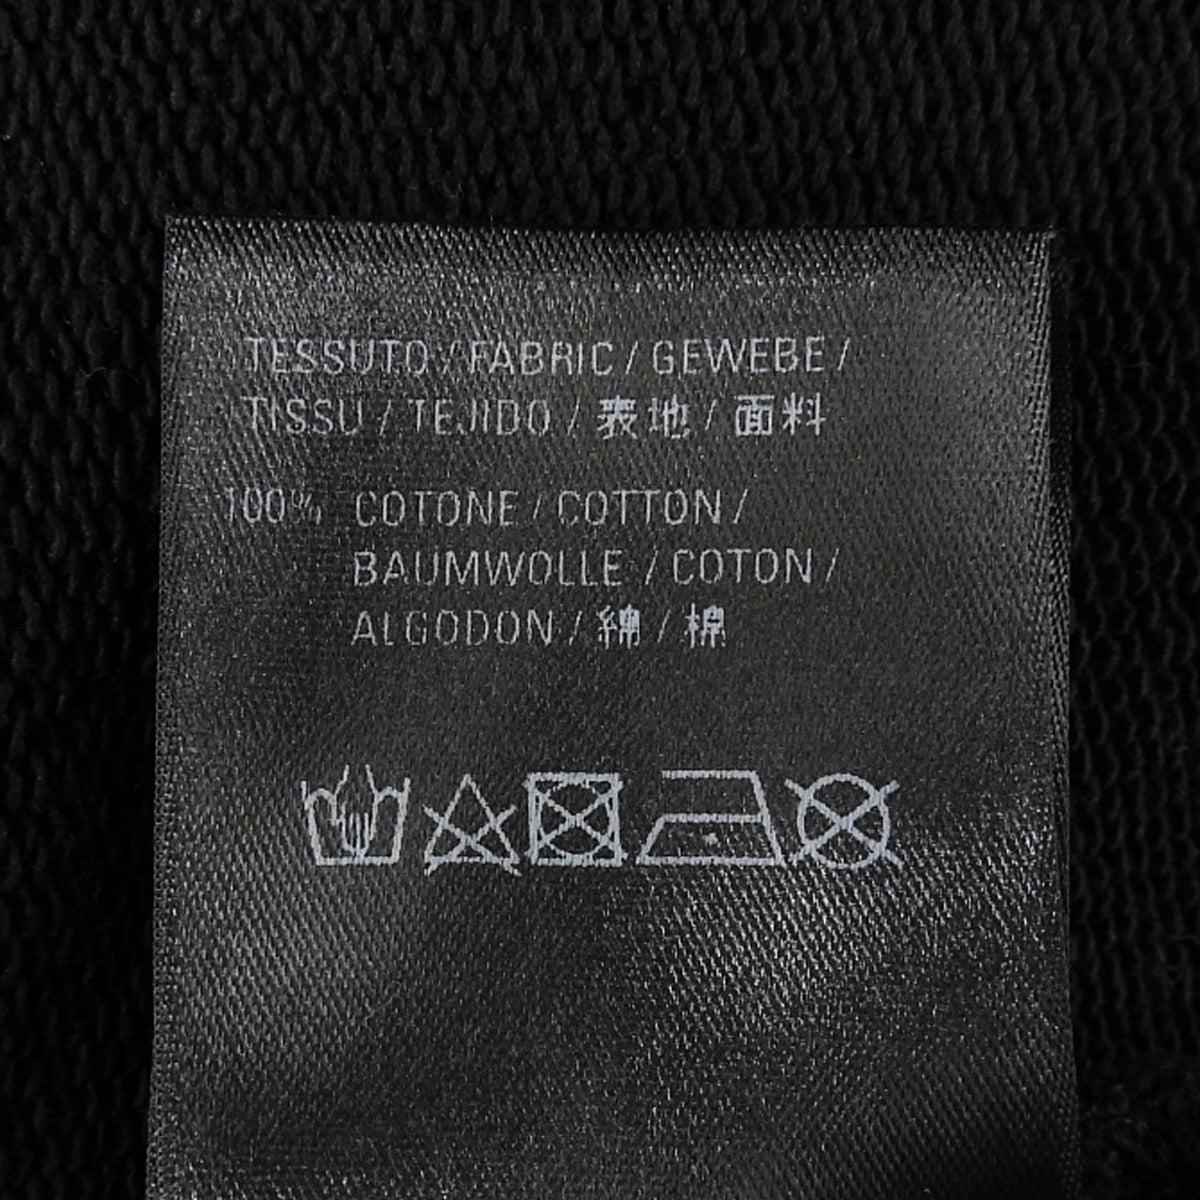 TESSUTO / FABRIC / GEWEBE /
TISSU / TEJIDO / 表地 / 面料
100% COTONE / COTTON /
BAUMWOLLE / COTON /
ALGODON / 綿 / 棉